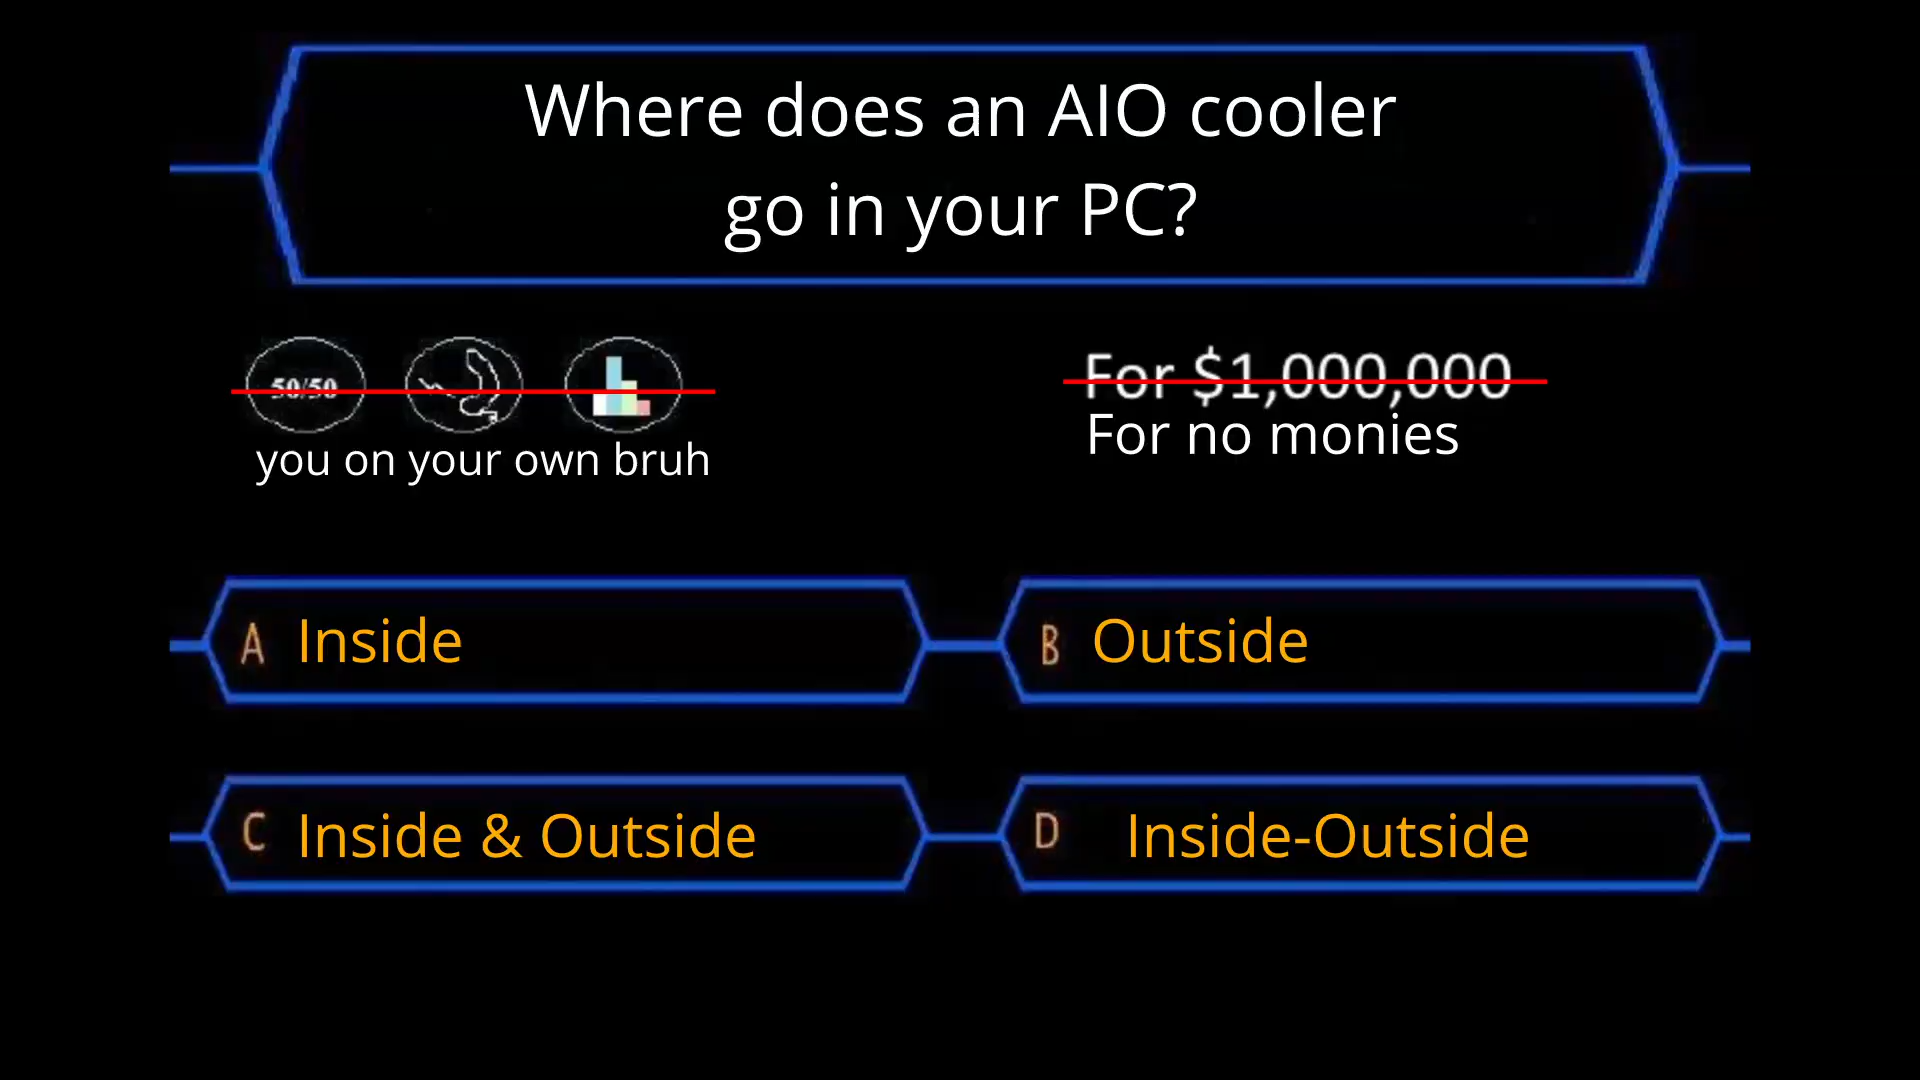 Where does an AIO cooler
go in your PC?
50/50
For $1,000,000
For no monies
you on your own bruh
A Inside
B Outside
C Inside & Outside
D Inside-Outside